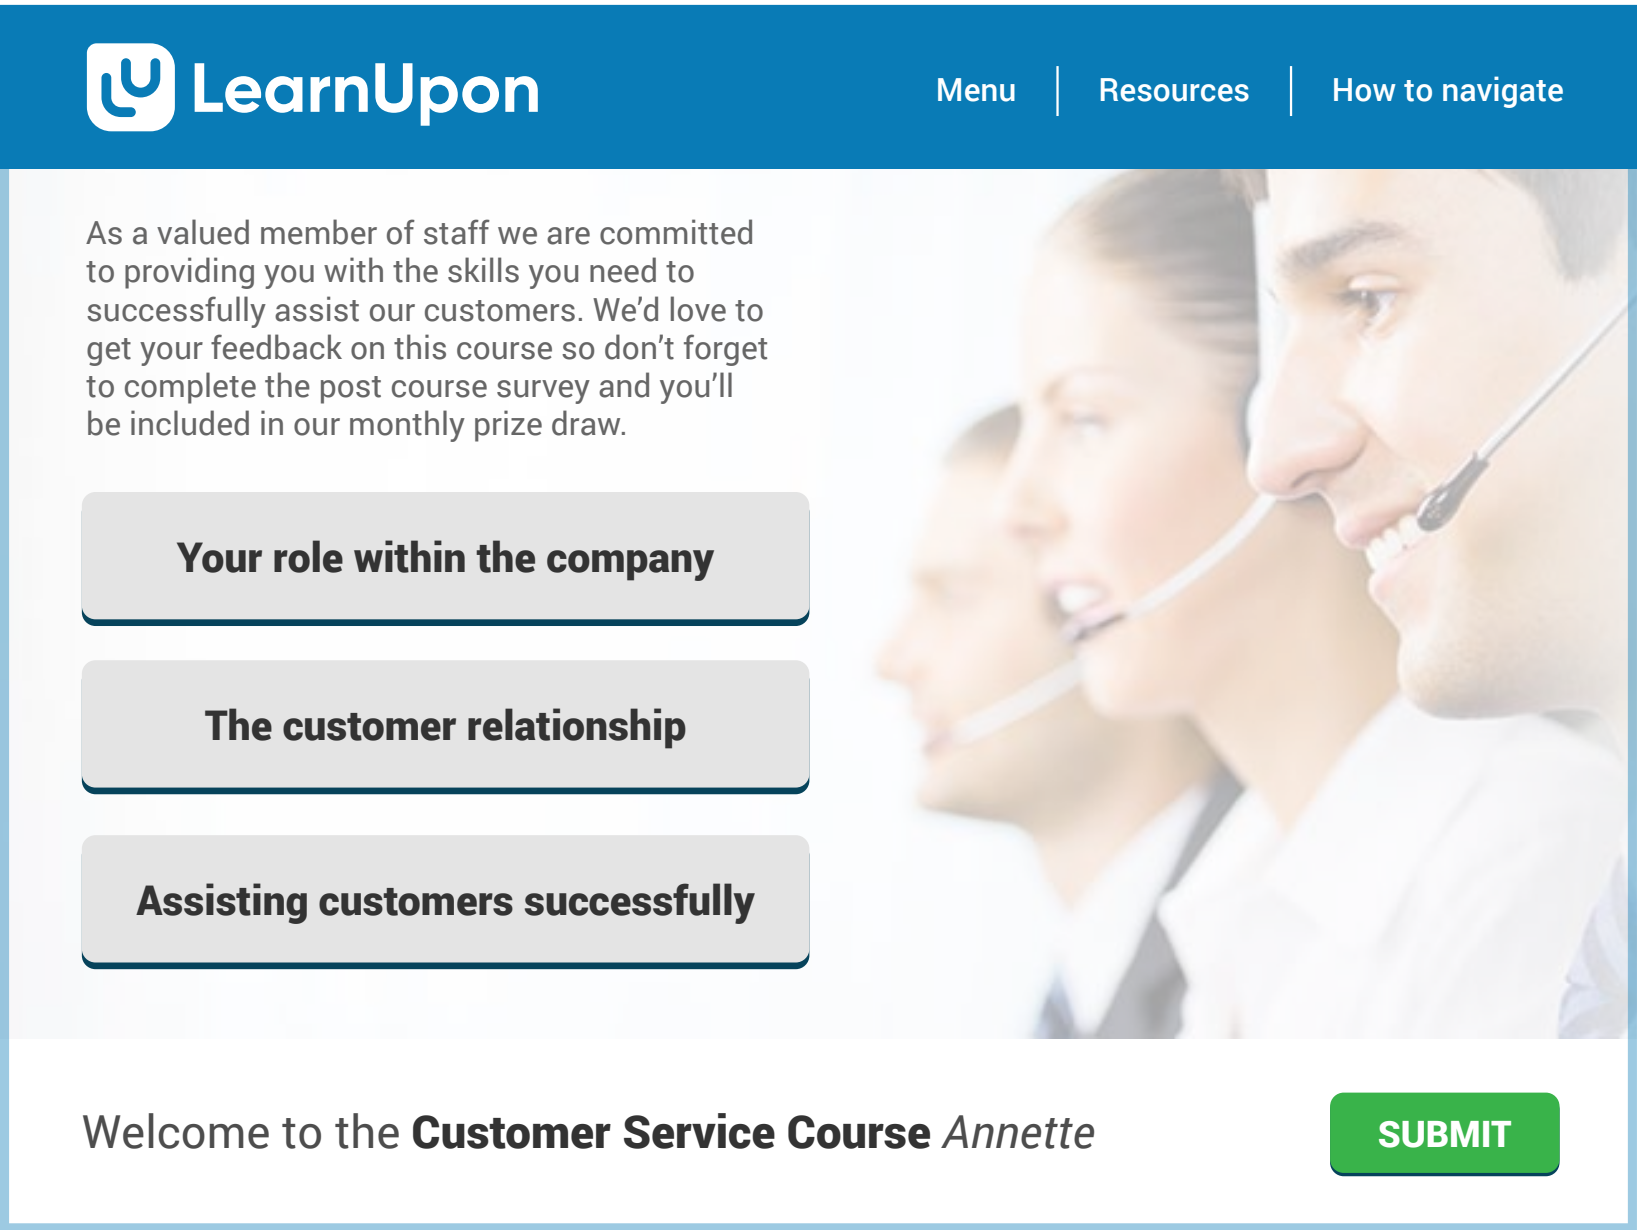 LearnUpon
Menu
Resources
How to navigate
As a valued member of staff we are committed
to providing you with the skills you need to
successfully assist our customers. We’d love to
get your feedback on this course so don’t forget
to complete the post course survey and you’ll
be included in our monthly prize draw.
Your role within the company
The customer relationship
Assisting customers successfully
Welcome to the Customer Service Course Annette
SUBMIT